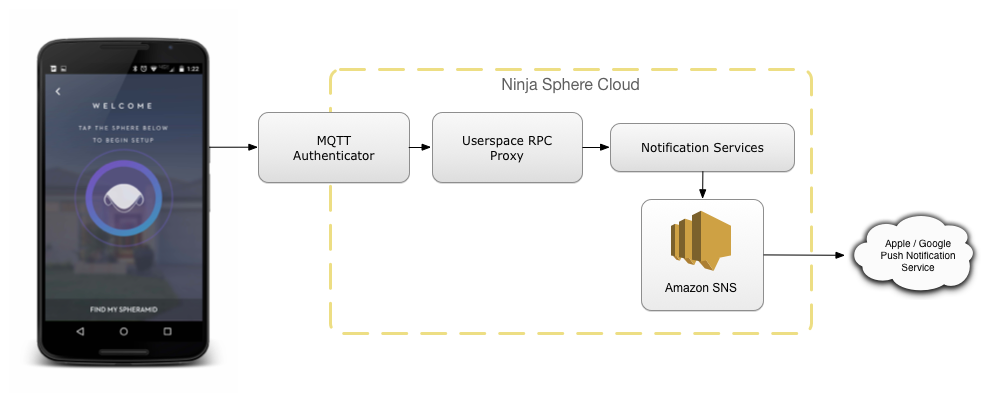 1:22
WELCOME
TAP THE SPHERE BELOW
TO BEGIN SETUP
FIND MY SPHERAMID
Ninja Sphere Cloud
MQTT
Authenticator
Userspace RPC
Proxy
Notification Services
Amazon SNS
Apple / Google
Push Notification
Service